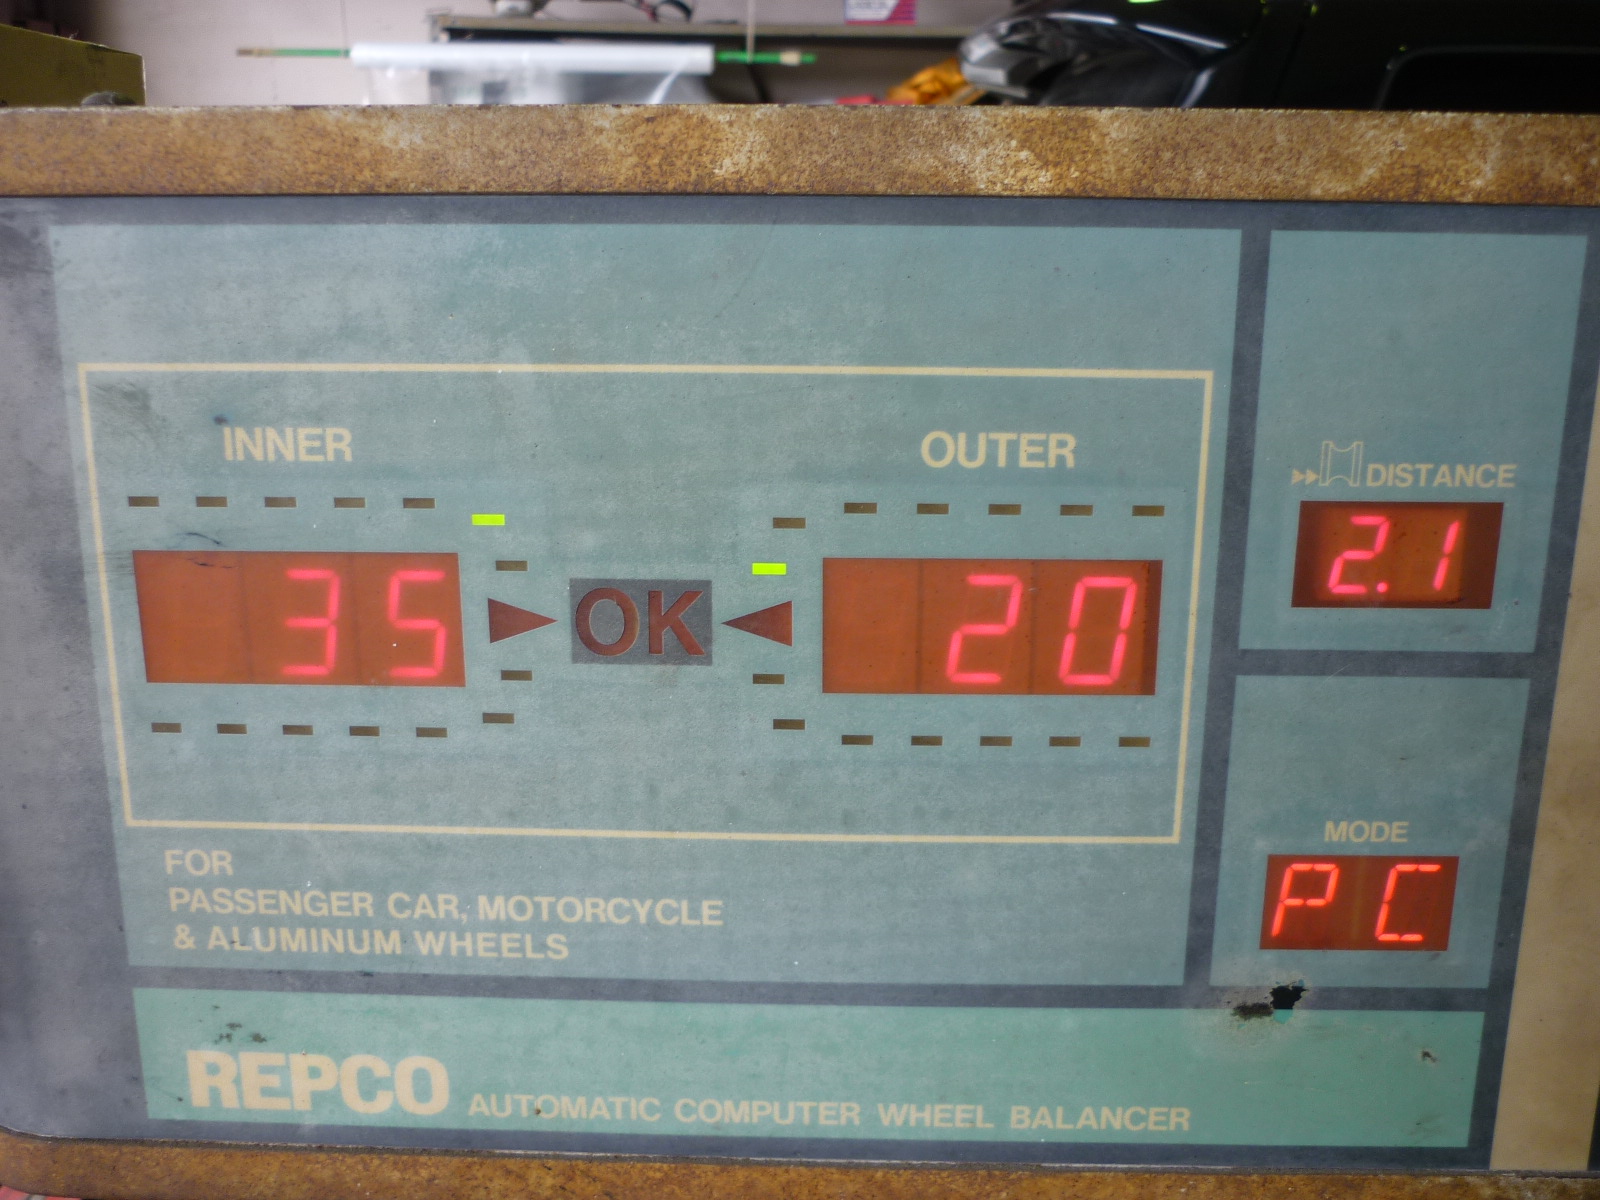 INNER
OUTER
DISTANCE
2.1
35
OK
20
MODE
PC
FOR
PASSENGER CAR, MOTORCYCLE
& ALUMINUM WHEELS
REPCO AUTOMATIC COMPUTER WHEEL BALANCER